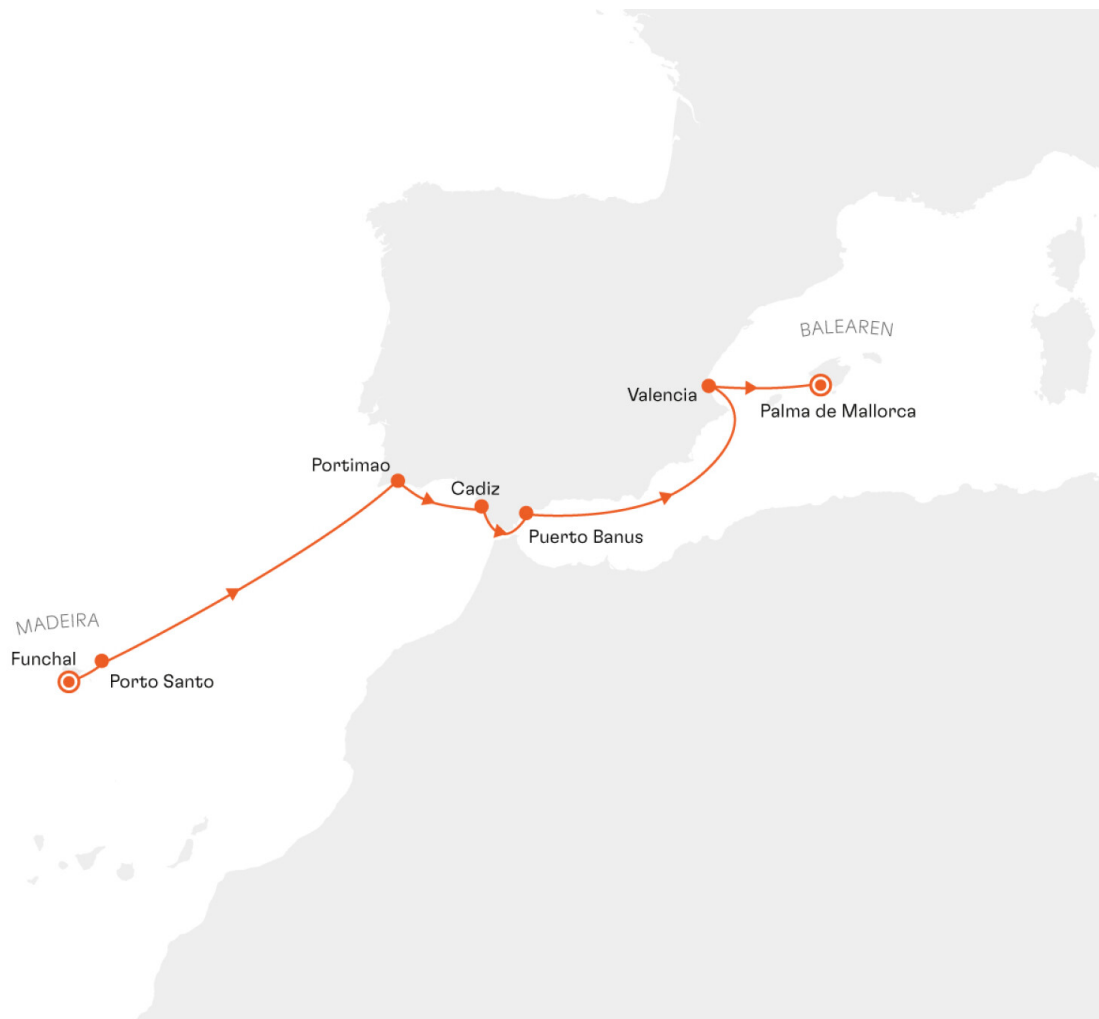 BALEAREN
Valencia
Palma de Mallorca
Portimao
Cadiz
Puerto Banus
MADEIRA
Funchal
Porto Santo